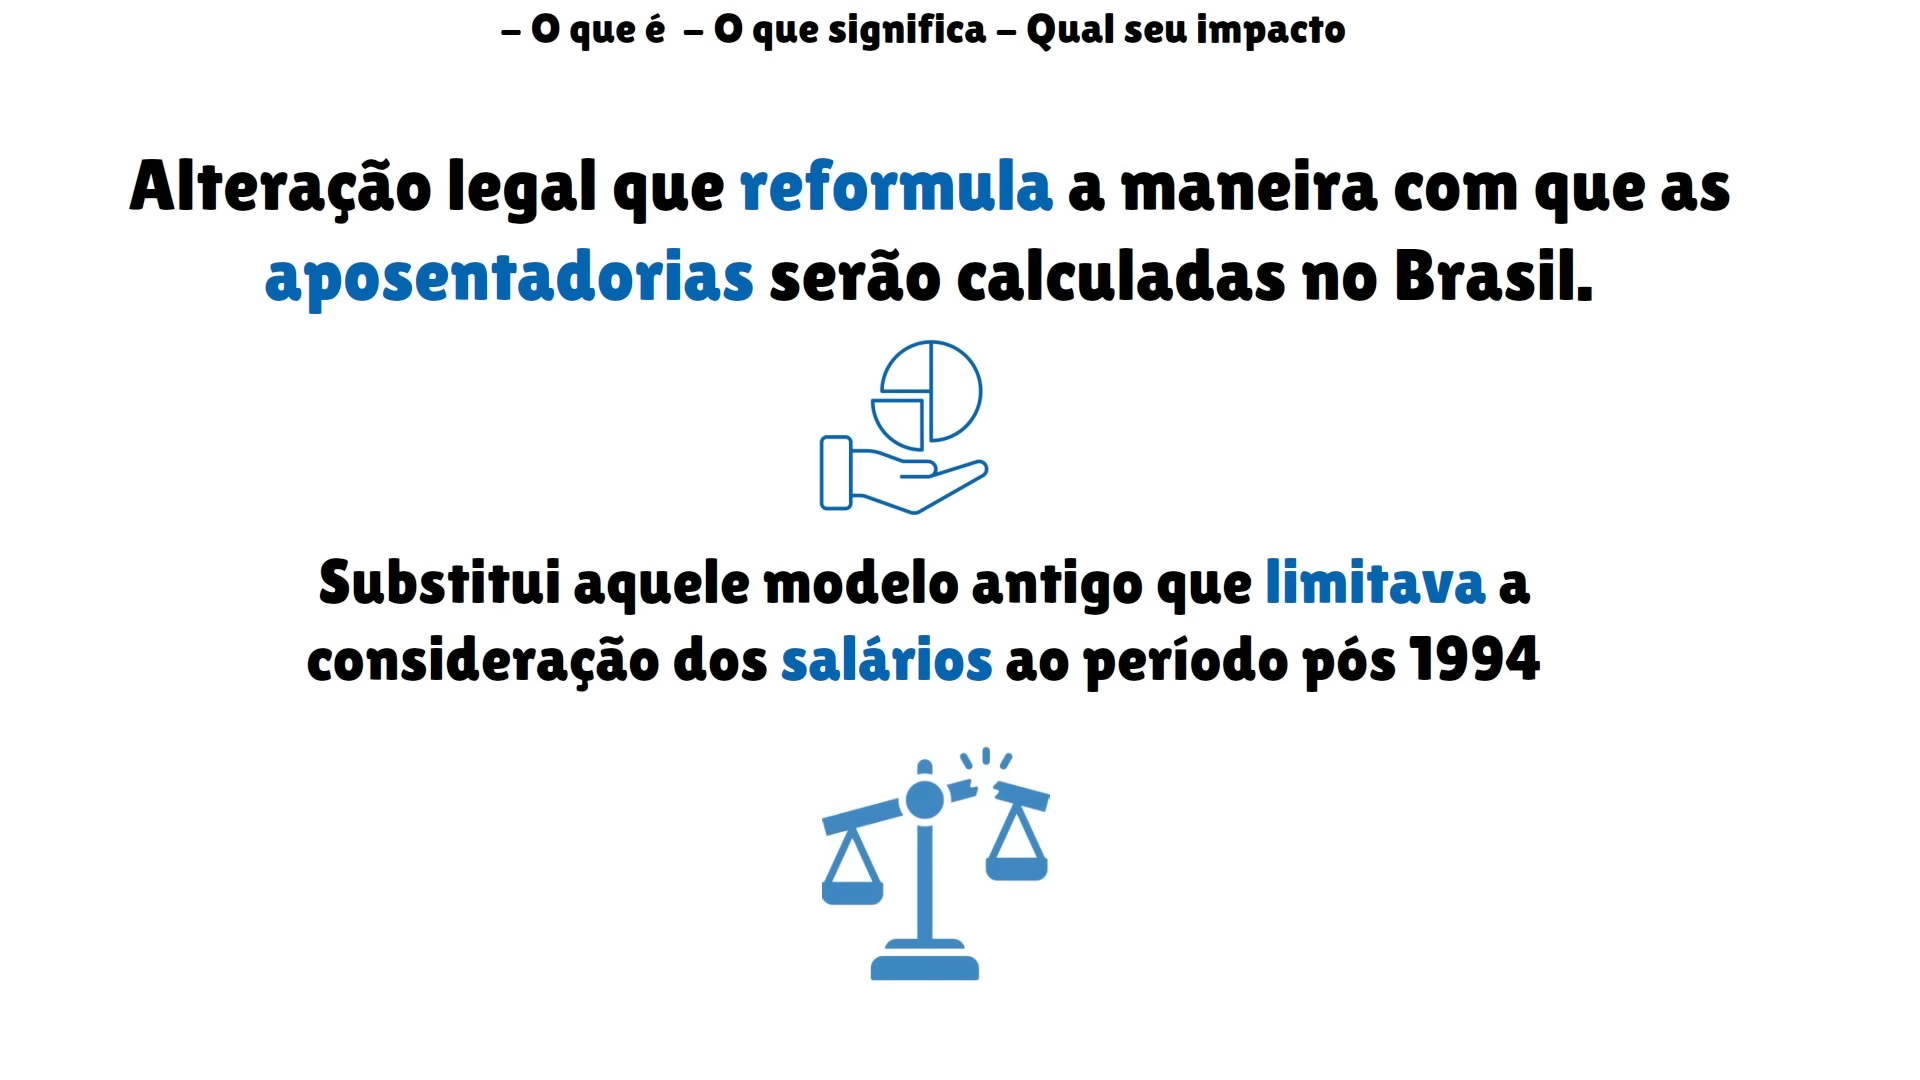 – O que é – O que significa – Qual seu impacto
Alteração legal que reformula a maneira com que as
aposentadorias serão calculadas no Brasil.
Substitui aquele modelo antigo que limitava a
consideração dos salários ao período pós 1994